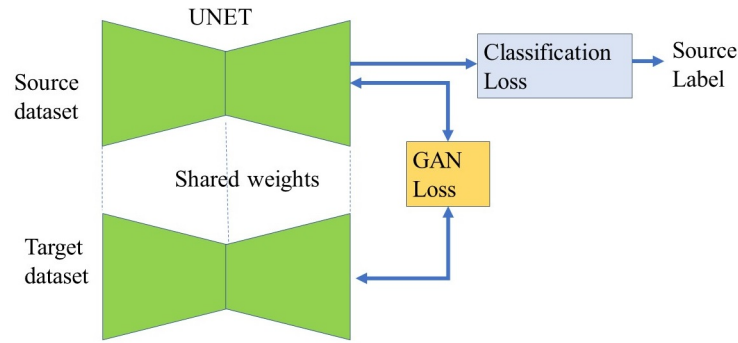 UNET
Source
dataset
Classification
Loss
Source
Label
GAN
Loss
Shared weights
Target
dataset